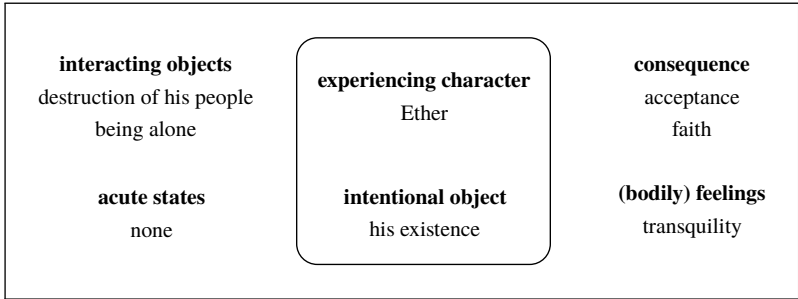 interacting objects
destruction of his people
being alone
experiencing character
Ether
consequence
acceptance
faith
acute states
none
intentional object
his existence
(bodily) feelings
transquility